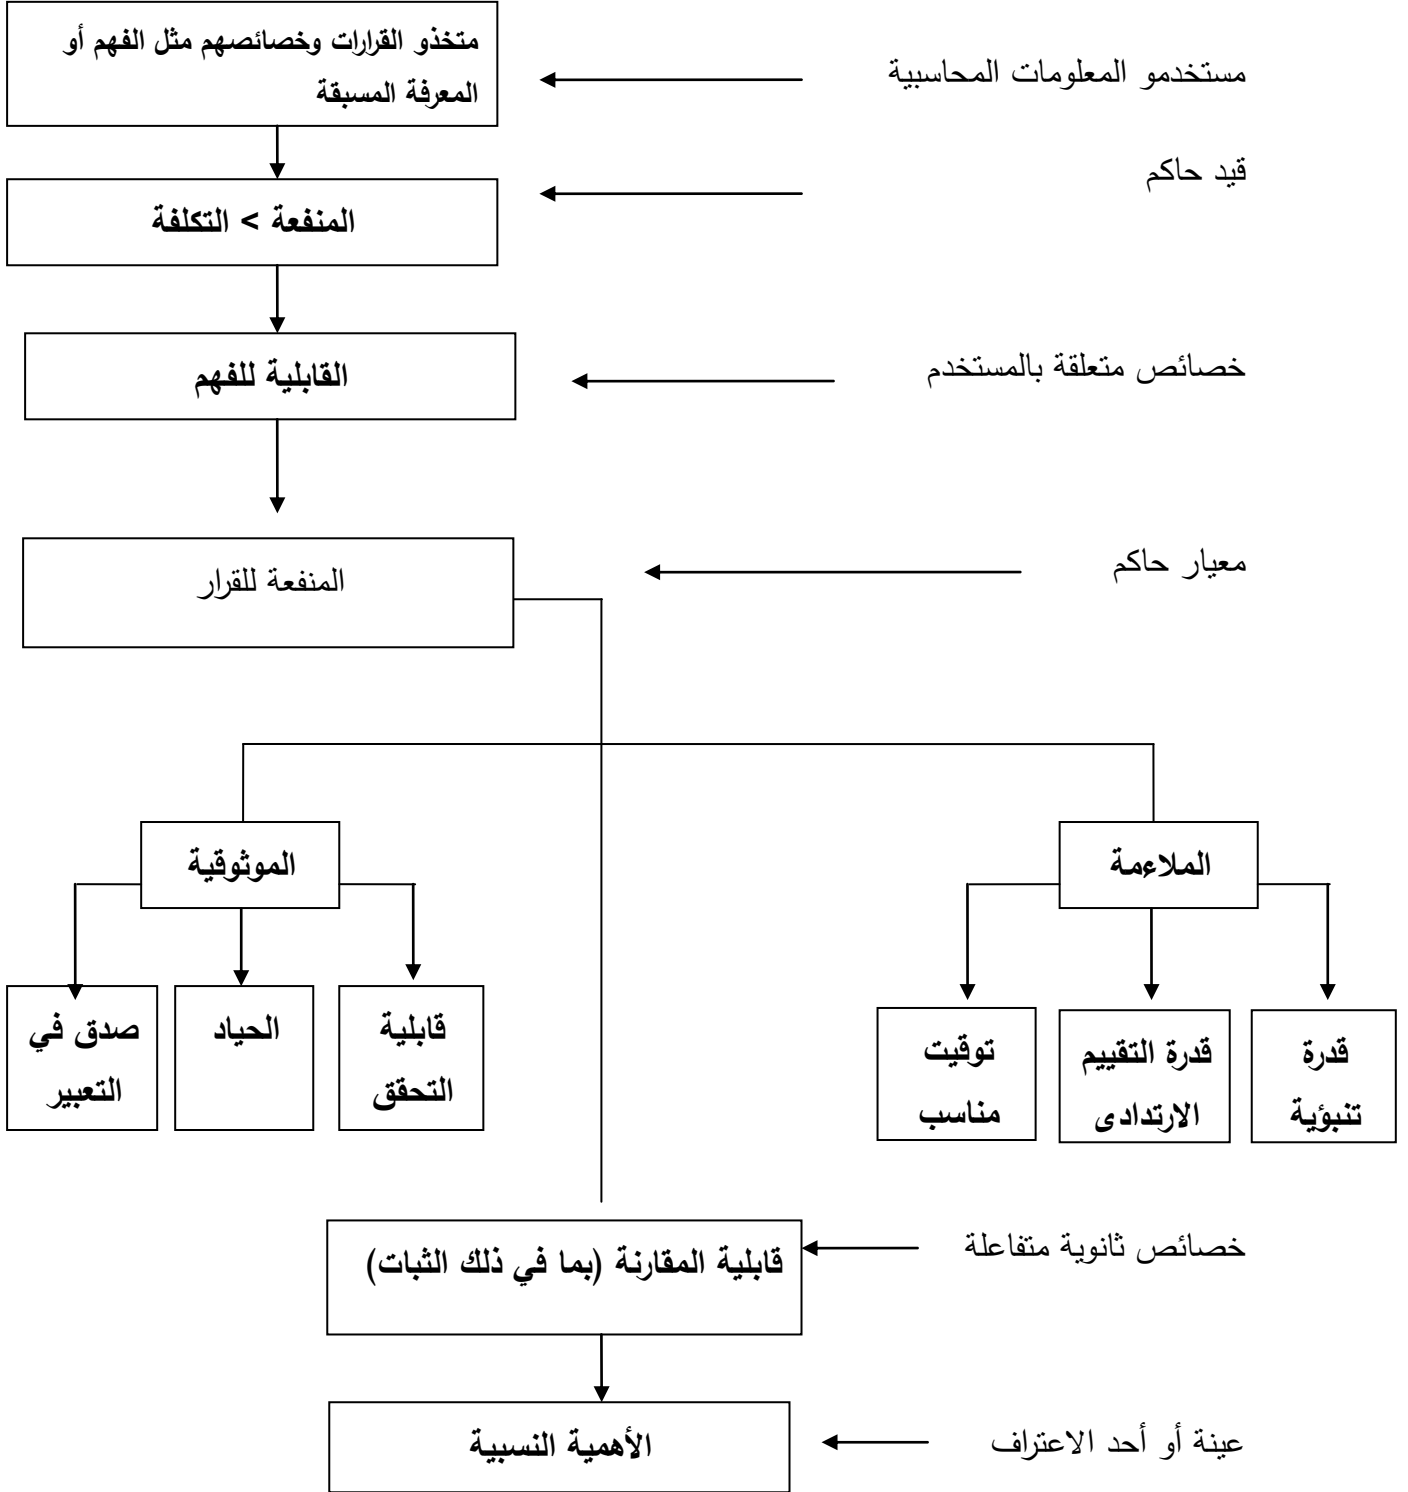 متخذو القرارات وخصائصهم مثل الفهم أو
المعرفة المسبقة
مستخدمو المعلومات المحاسبية
قيد حاكم
المنفعة > التكلفة
خصائص متعلقة بالمستخدم
القابلية للفهم
معيار حاكم
المنفعة للقرار
الملاءمة
الموثوقية
قدرة
تنبؤية
قدرة التقييم
الارتدادى
توقيت
مناسب
قابلية
التحقق
الحياد
صدق في
التعبير
خصائص ثانوية متفاعلة
قابلية المقارنة (بما في ذلك الثبات)
عينة أو أحد الاعتراف
الأهمية النسبية